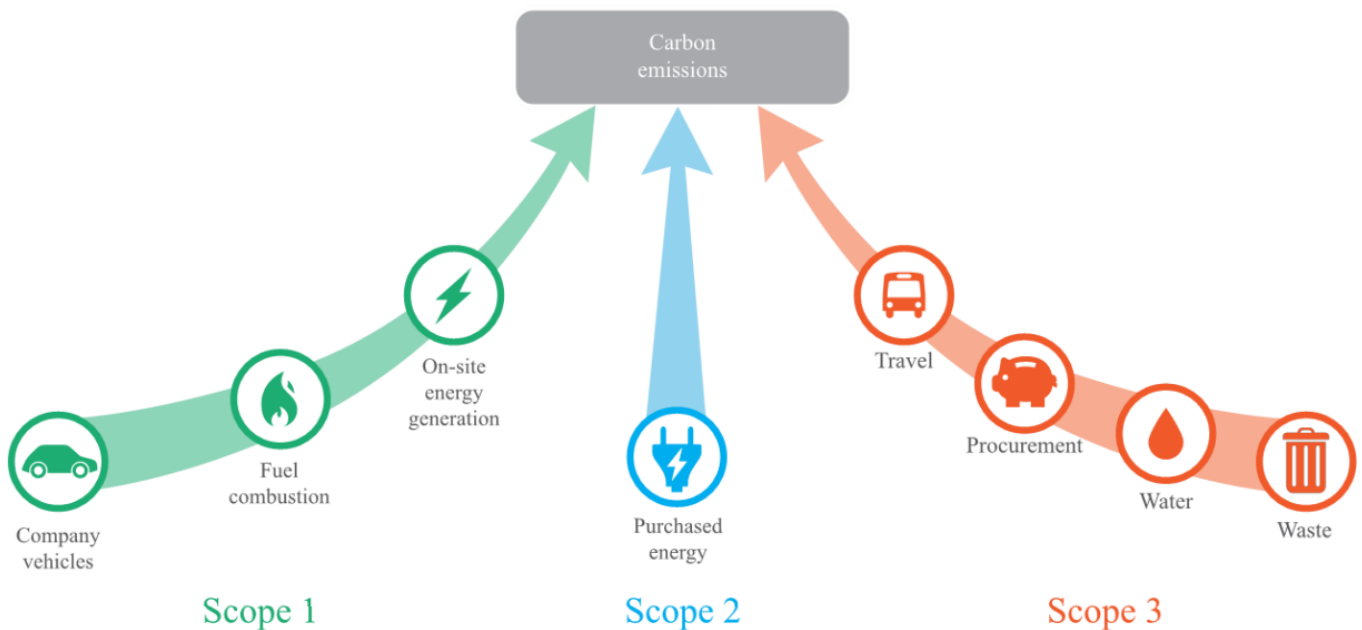 Carbon
emissions
On-site
energy
generation
Travel
Procurement
Fuel
combustion
Water
Company
vehicles
Purchased
energy
Waste
Scope 1
Scope 2
Scope 3